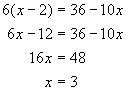 6(x − 2) = 36 − 10x
6x − 12 = 36 − 10x
16x = 48
x = 3